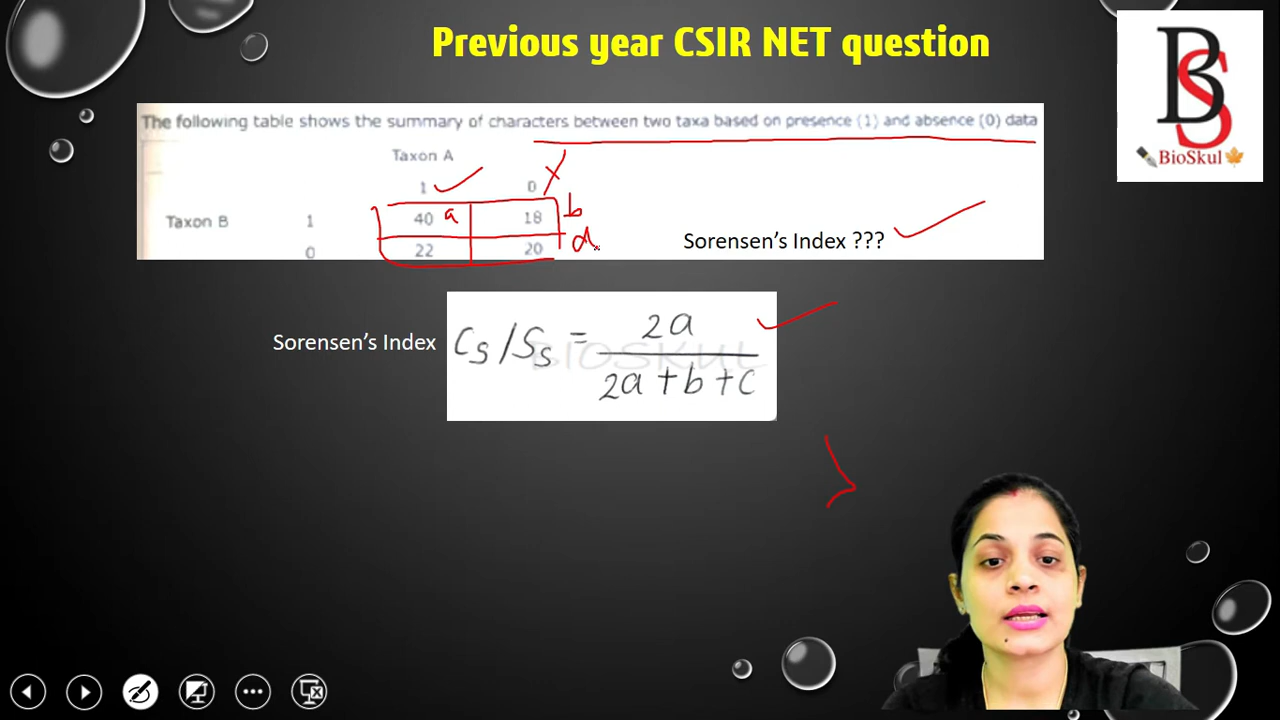 Previous year CSIR NET question
BS
BioSkul
The following table shows the summary of characters between two taxa based on presence (1) and absence (0) data
Taxon A
1 0
Taxon B 1 40 a 18 b
0 22 20 d
Sorensen's Index ???
Sorensen's Index Cs/Ss = 2a
2a + b + c
BIOSKUL